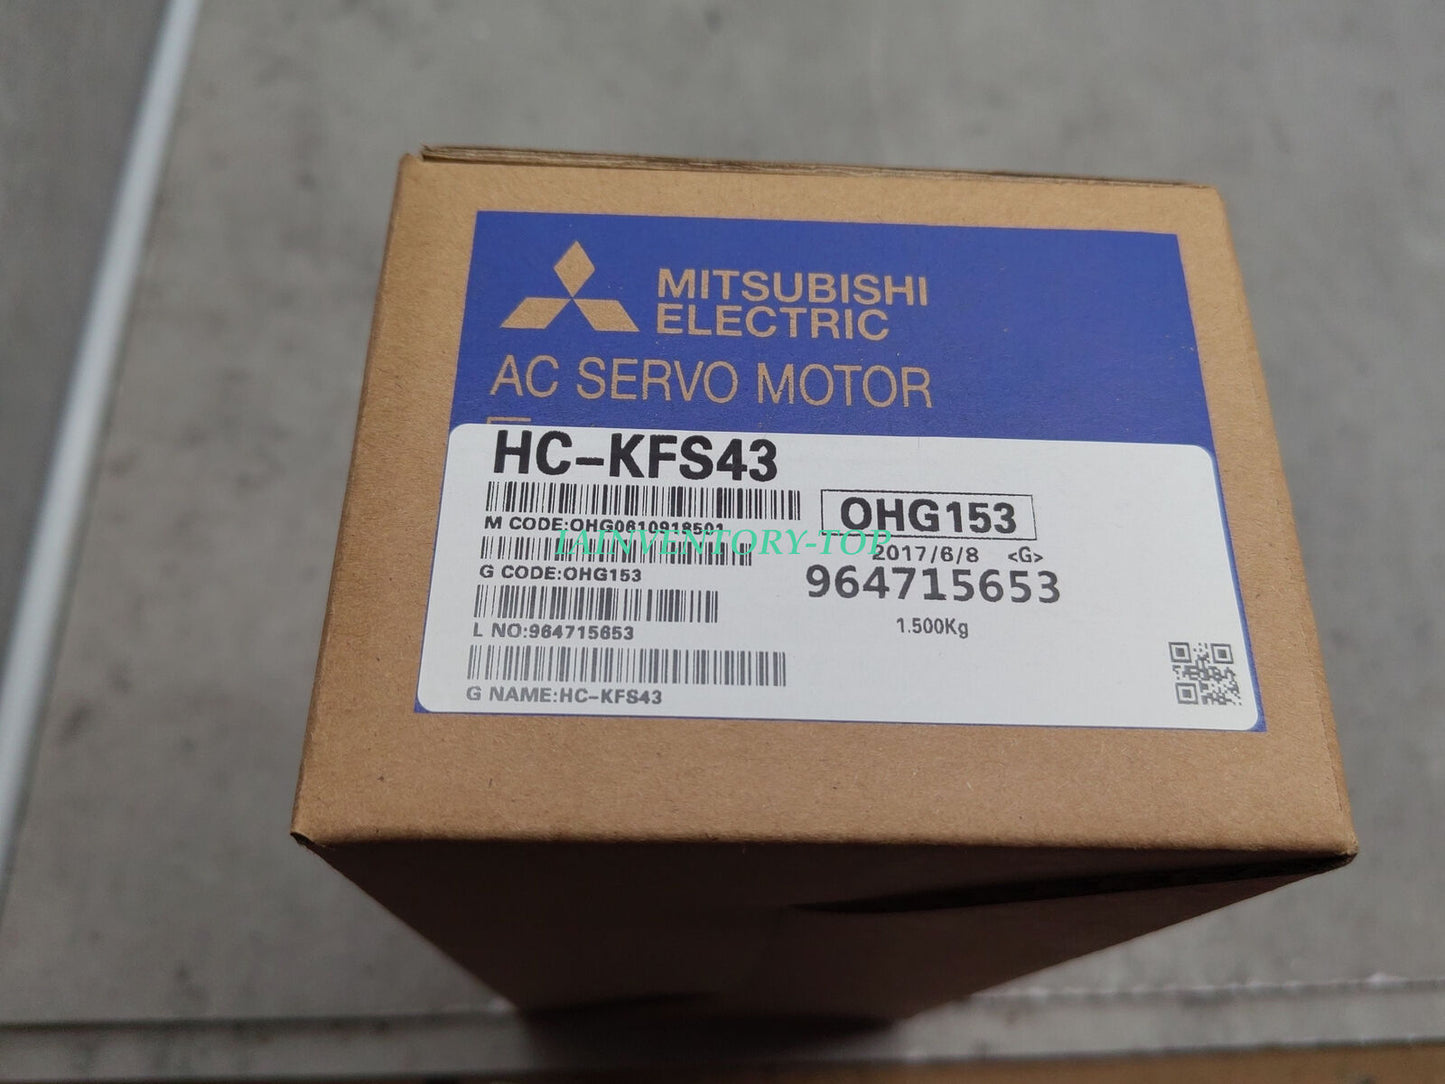 MITSUBISHI
ELECTRIC
AC SERVO MOTOR
HC-KFS43
M CODE:OHG0610918501
OHG153
IAINVENTORY-TOP
2017/6/8 <G>
G CODE:OHG153
964715653
L NO:964715653
1.500Kg
G NAME:HC-KFS43